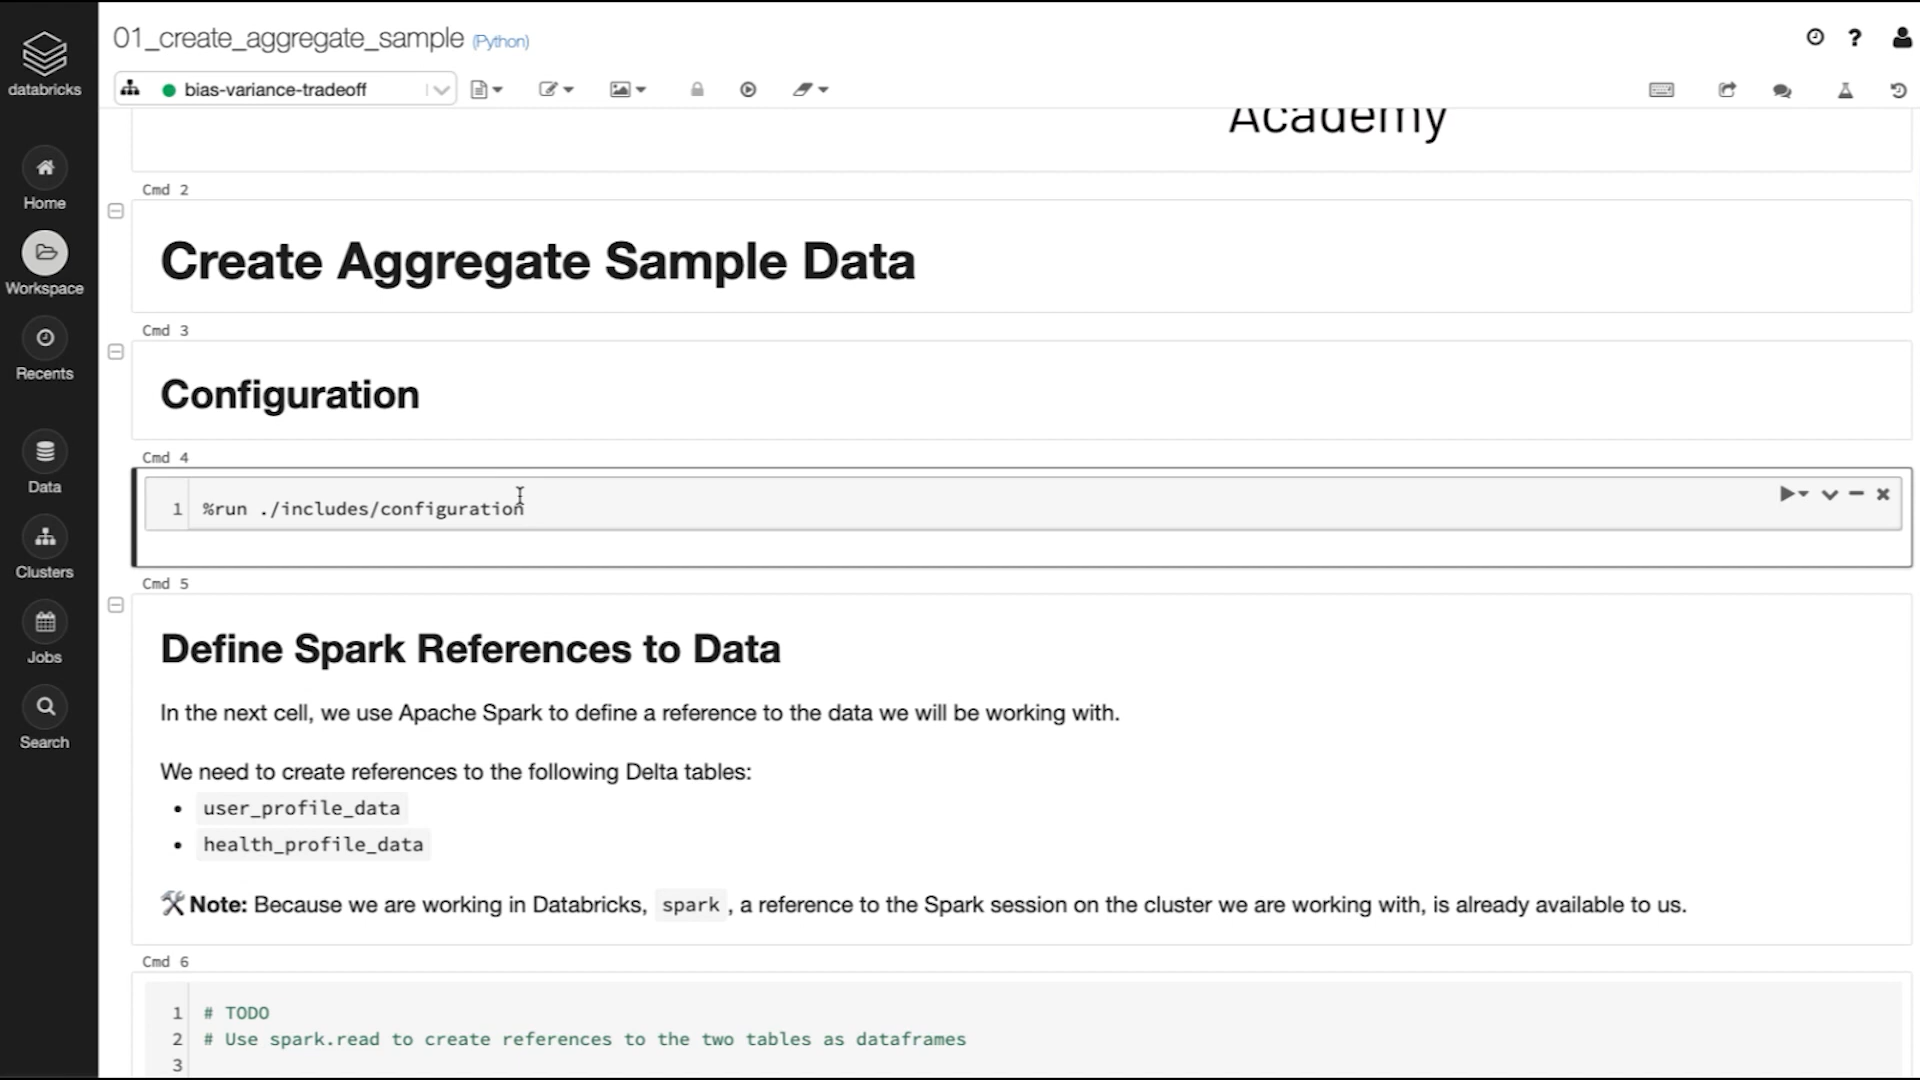 01_create_aggregate_sample (Python)
databricks
bias-variance-tradeoff
Academy
Home
Workspace
Recents
Data
Clusters
Jobs
Search
Cmd 2
Create Aggregate Sample Data
Cmd 3
Configuration
Cmd 4
1 %run ./includes/configuration
Cmd 5
Define Spark References to Data
In the next cell, we use Apache Spark to define a reference to the data we will be working with.
We need to create references to the following Delta tables:
• user_profile_data
• health_profile_data
🛠Note: Because we are working in Databricks, spark , a reference to the Spark session on the cluster we are working with, is already available to us.
Cmd 6
1 # TODO
2 # Use spark.read to create references to the two tables as dataframes
3